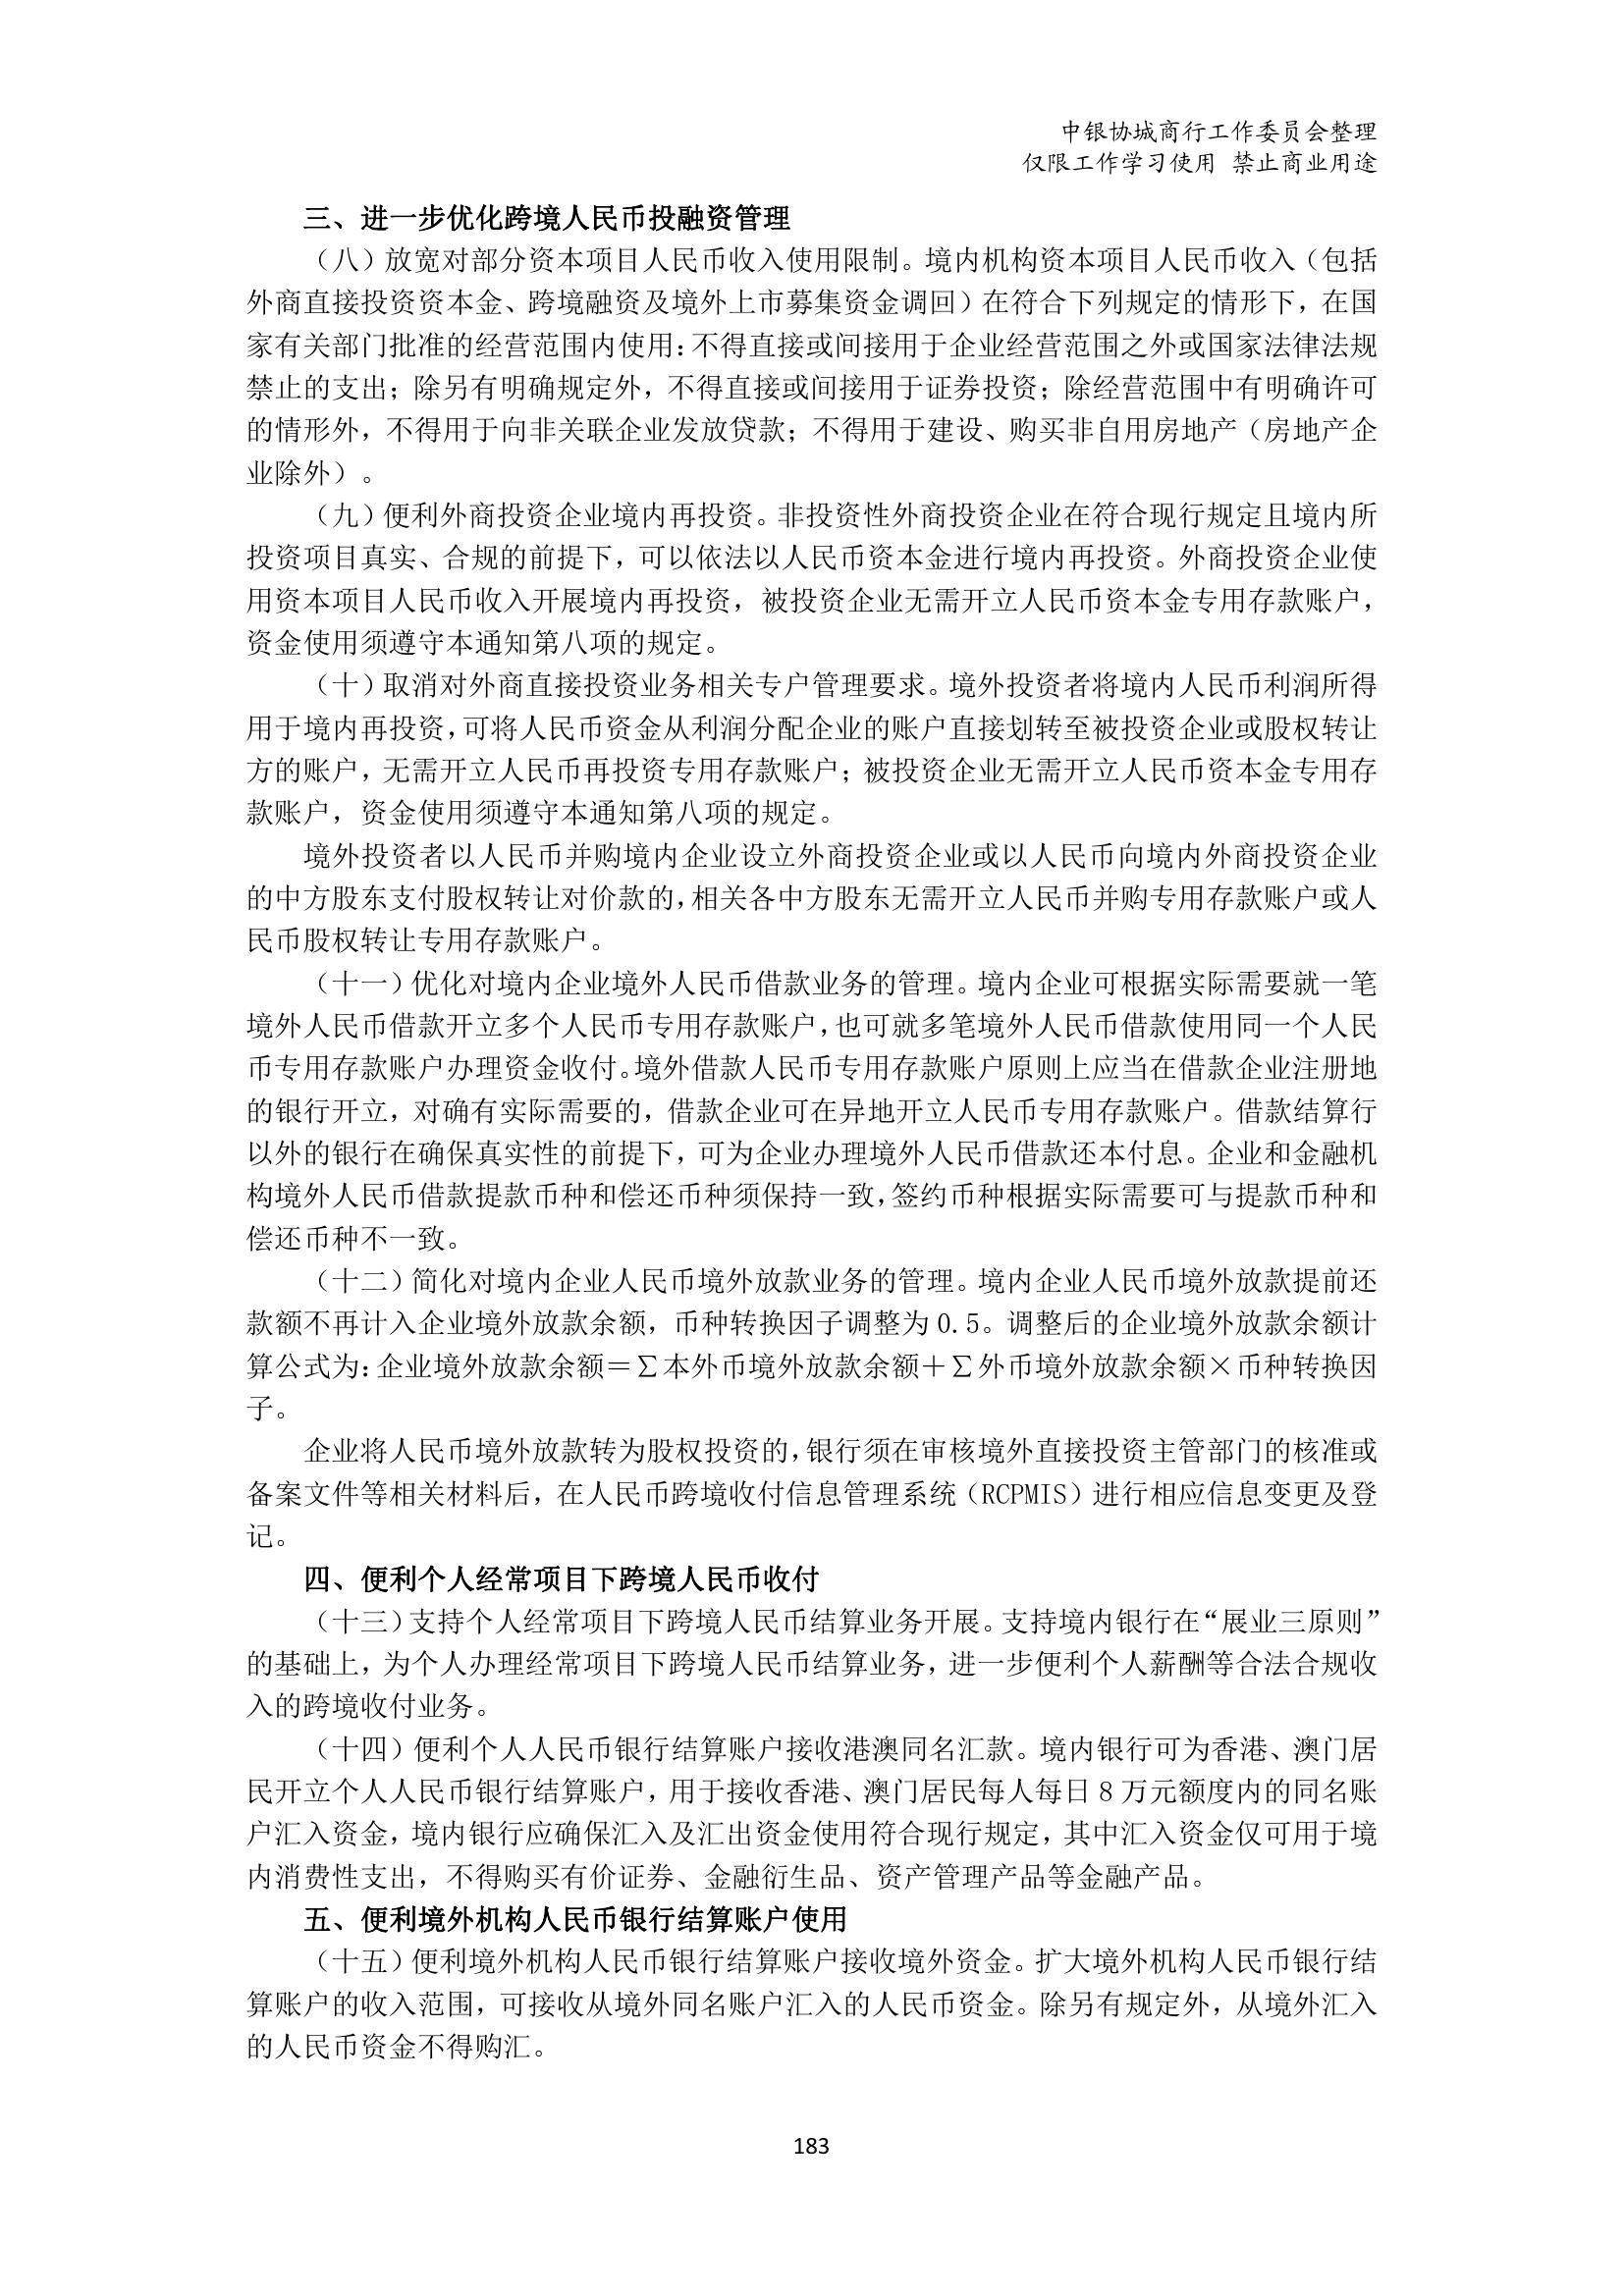 中银协城商行工作委员会整理
仅限工作学习使用 禁止商业用途
三、进一步优化跨境人民币投融资管理
（八）放宽对部分资本项目人民币收入使用限制。境内机构资本项目人民币收入（包括
外商直接投资资本金、跨境融资及境外上市募集资金调回）在符合下列规定的情形下，在国
家有关部门批准的经营范围内使用：不得直接或间接用于企业经营范围之外或国家法律法规
禁止的支出；除另有明确规定外，不得直接或间接用于证券投资；除经营范围中有明确许可
的情形外，不得用于向非关联企业发放贷款；不得用于建设、购买非自用房地产（房地产企
业除外）。
（九）便利外商投资企业境内再投资。非投资性外商投资企业在符合现行规定且境内所
投资项目真实、合规的前提下，可以依法以人民币资本金进行境内再投资。外商投资企业使
用资本项目人民币收入开展境内再投资，被投资企业无需开立人民币资本金专用存款账户，
资金使用须遵守本通知第八项的规定。
（十）取消对外商直接投资业务相关专户管理要求。境外投资者将境内人民币利润所得
用于境内再投资，可将人民币资金从利润分配企业的账户直接划转至被投资企业或股权转让
方的账户，无需开立人民币再投资专用存款账户；被投资企业无需开立人民币资本金专用存
款账户，资金使用须遵守本通知第八项的规定。
境外投资者以人民币并购境内企业设立外商投资企业或以人民币向境内外商投资企业
的中方股东支付股权转让对价款的，相关各中方股东无需开立人民币并购专用存款账户或人
民币股权转让专用存款账户。
（十一）优化对境内企业境外人民币借款业务的管理。境内企业可根据实际需要就一笔
境外人民币借款开立多个人民币专用存款账户，也可就多笔境外人民币借款使用同一个人民
币专用存款账户办理资金收付。境外借款人民币专用存款账户原则上应当在借款企业注册地
的银行开立，对确有实际需要的，借款企业可在异地开立人民币专用存款账户。借款结算行
以外的银行在确保真实性的前提下，可为企业办理境外人民币借款还本付息。企业和金融机
构境外人民币借款提款币种和偿还币种须保持一致，签约币种根据实际需要可与提款币种和
偿还币种不一致。
（十二）简化对境内企业人民币境外放款业务的管理。境内企业人民币境外放款提前还
款额不再计入企业境外放款余额，币种转换因子调整为 0.5。调整后的企业境外放款余额计
算公式为：企业境外放款余额＝∑本外币境外放款余额＋∑外币境外放款余额×币种转换因
子。
企业将人民币境外放款转为股权投资的，银行须在审核境外直接投资主管部门的核准或
备案文件等相关材料后，在人民币跨境收付信息管理系统（RCPMIS）进行相应信息变更及登
记。
四、便利个人经常项目下跨境人民币收付
（十三）支持个人经常项目下跨境人民币结算业务开展。支持境内银行在“展业三原则”
的基础上，为个人办理经常项目下跨境人民币结算业务，进一步便利个人薪酬等合法合规收
入的跨境收付业务。
（十四）便利个人人民币银行结算账户接收港澳同名汇款。境内银行可为香港、澳门居
民开立个人人民币银行结算账户，用于接收香港、澳门居民每人每日 8 万元额度内的同名账
户汇入资金，境内银行应确保汇入及汇出资金使用符合现行规定，其中汇入资金仅可用于境
内消费性支出，不得购买有价证券、金融衍生品、资产管理产品等金融产品。
五、便利境外机构人民币银行结算账户使用
（十五）便利境外机构人民币银行结算账户接收境外资金。扩大境外机构人民币银行结
算账户的收入范围，可接收从境外同名账户汇入的人民币资金。除另有规定外，从境外汇入
的人民币资金不得购汇。
183